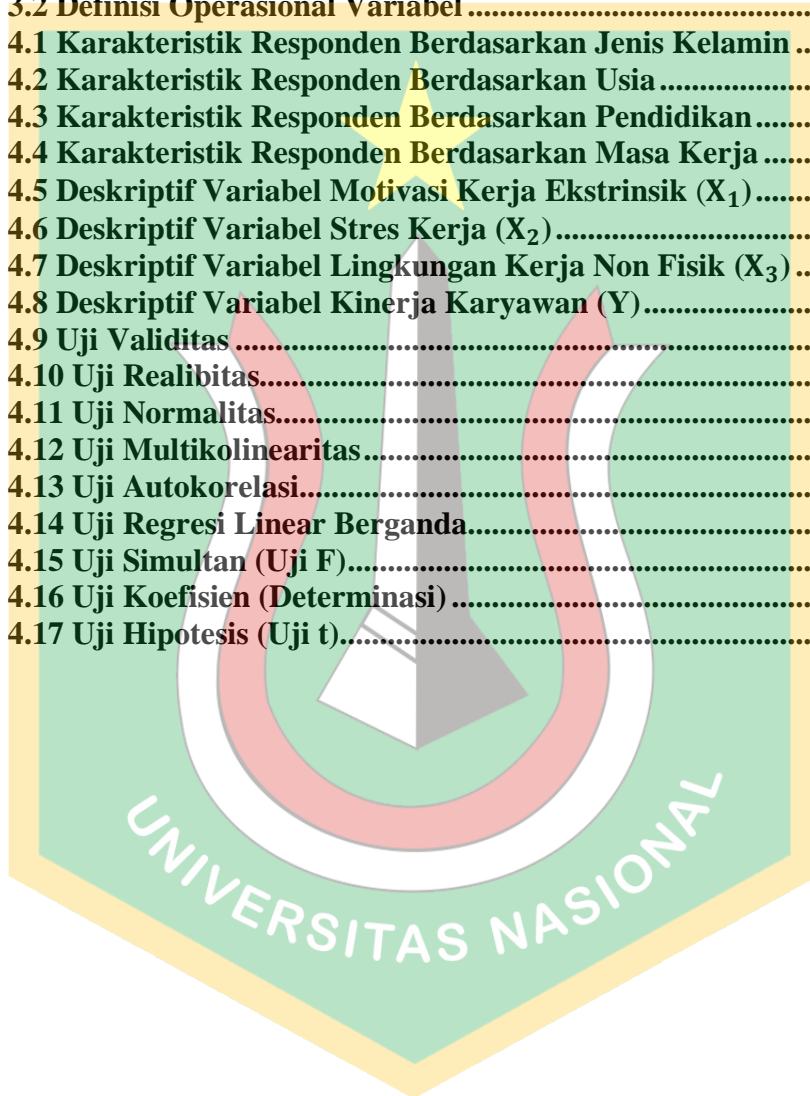 3.2 Definisi Operasional Variabel....................................
4.1 Karakteristik Responden Berdasarkan Jenis Kelamin ..
4.2 Karakteristik Responden Berdasarkan Usia....................
4.3 Karakteristik Responden Berdasarkan Pendidikan.......
4.4 Karakteristik Responden Berdasarkan Masa Kerja ......
4.5 Deskriptif Variabel Motivasi Kerja Ekstrinsik (X₁).......
4.6 Deskriptif Variabel Stres Kerja (X₂)................................
4.7 Deskriptif Variabel Lingkungan Kerja Non Fisik (X₃) ..
4.8 Deskriptif Variabel Kinerja Karyawan (Y)....................
4.9 Uji Validitas ........................................................................
4.10 Uji Realibitas....................................................................
4.11 Uji Normalitas..................................................................
4.12 Uji Multikolinearitas.......................................................
4.13 Uji Autokorelasi...............................................................
4.14 Uji Regresi Linear Berganda..........................................
4.15 Uji Simultan (Uji F).........................................................
4.16 Uji Koefisien (Determinasi) ............................................
4.17 Uji Hipotesis (Uji t)..........................................................
UNIVERSITAS NASIONAL